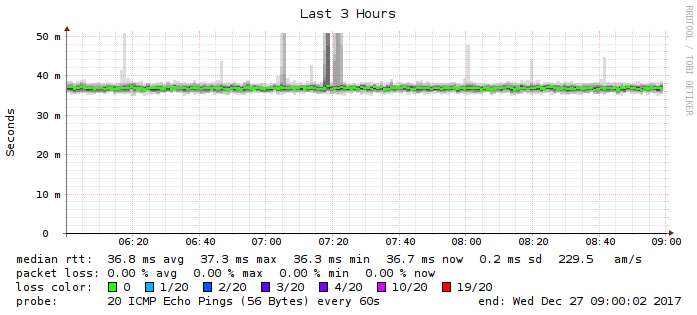 Last 3 Hours
RRDTOOL / TOBI OETIKER
50 m
40 m
30 m
20 m
10 m
0
Seconds
06:20 06:40 07:00 07:20 07:40 08:00 08:20 08:40 09:00
median rtt: 36.8 ms avg 37.3 ms max 36.3 ms min 36.7 ms now 0.2 ms sd 229.5 am/s
packet loss: 0.00 % avg 0.00 % max 0.00 % min 0.00 % now
loss color: 0 1/20 2/20 3/20 4/20 10/20 19/20
probe: 20 ICMP Echo Pings (56 Bytes) every 60s end: Wed Dec 27 09:00:02 2017